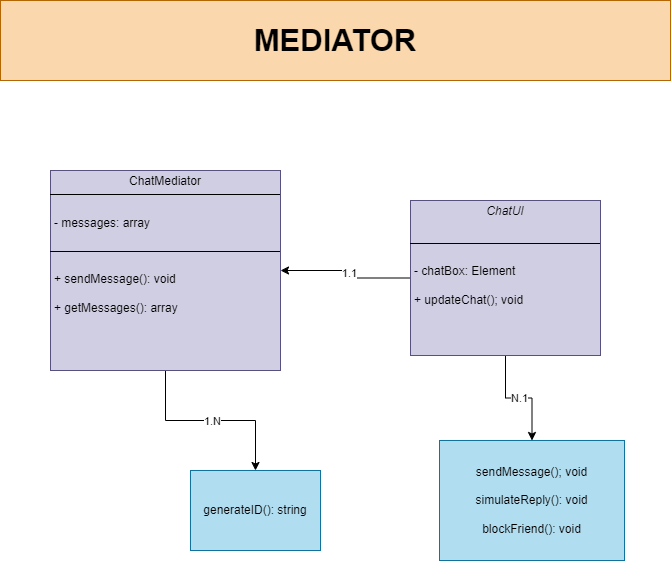 MEDIATOR
ChatMediator
- messages: array
+ sendMessage(): void
+ getMessages(): array
ChatUI
- chatBox: Element
+ updateChat(); void
1.1
1.N
N.1
generateID(): string
sendMessage(); void
simulateReply(): void
blockFriend(): void